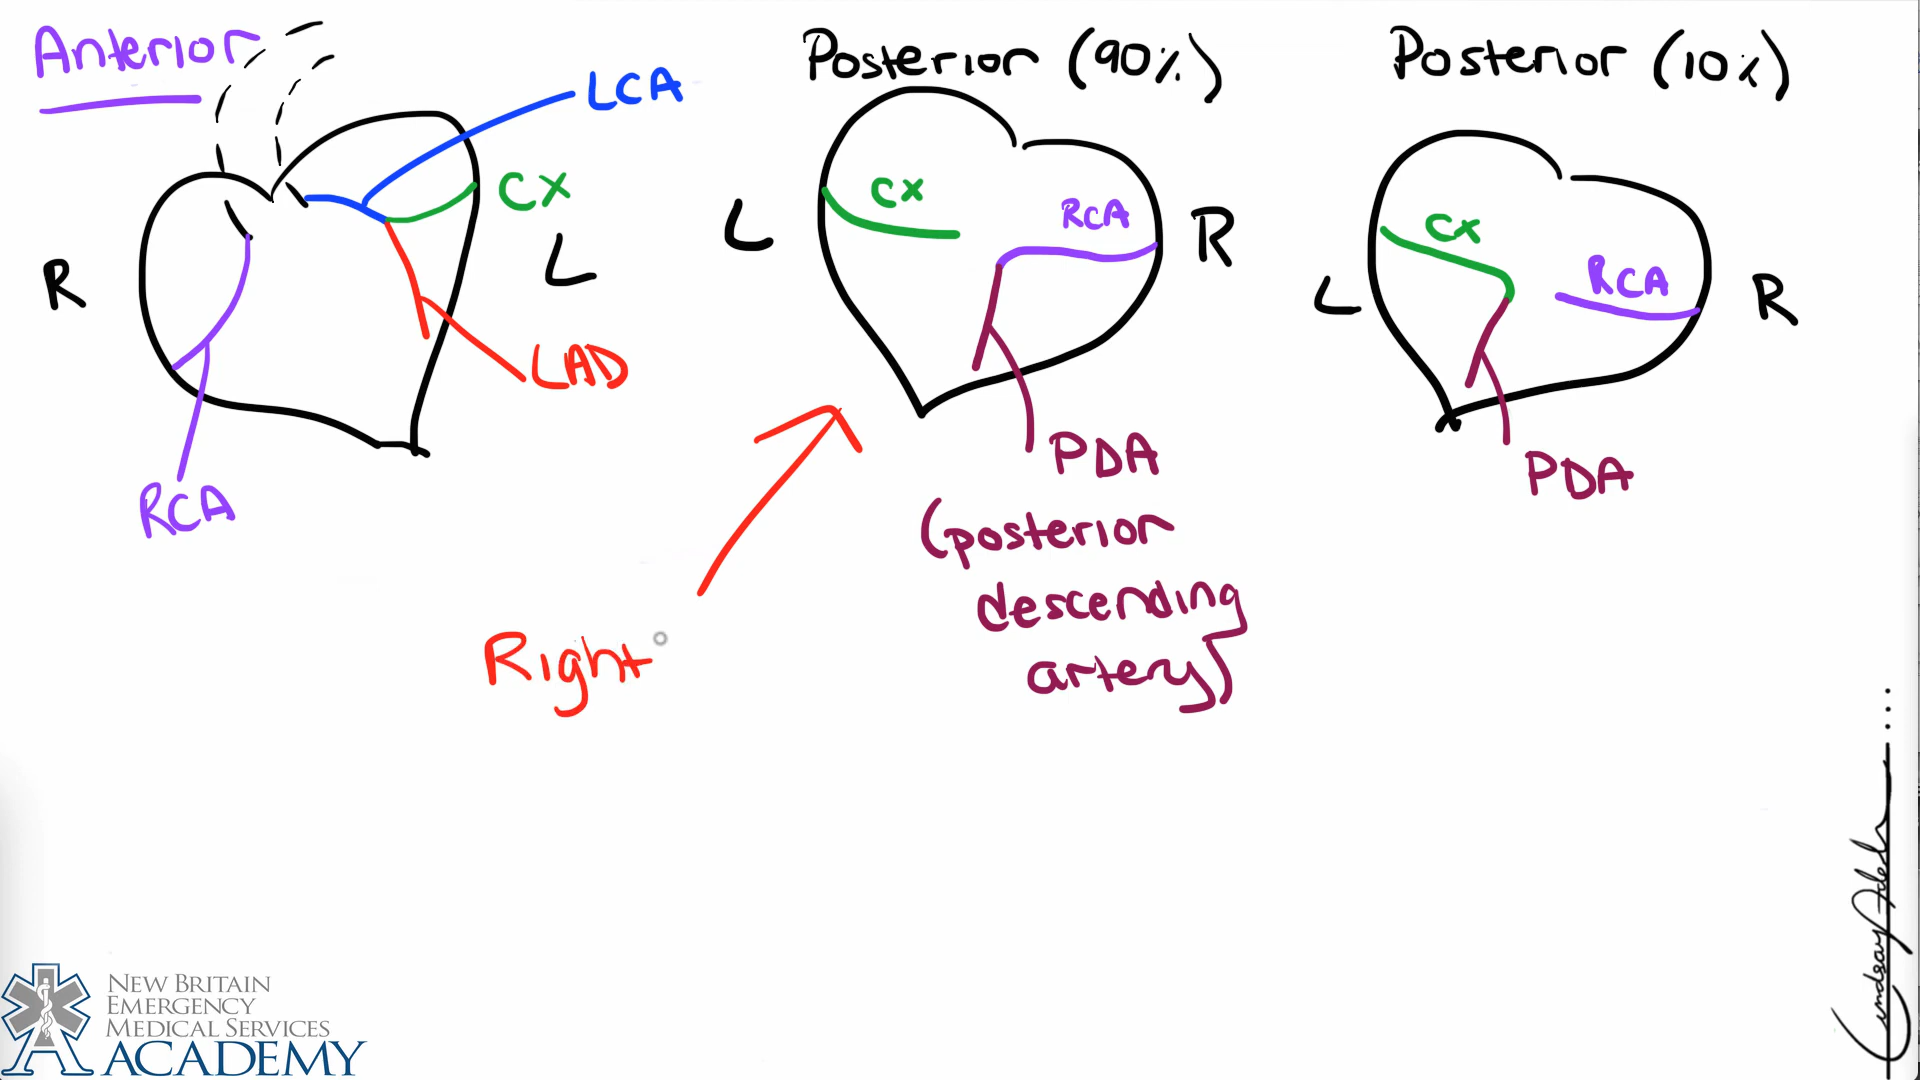 Anterior
LCA
CX
R
L
LAD
RCA
Posterior (90%)
CX
RCA
L
R
PDA
(posterior
descending
artery)
Right
Posterior (10%)
CX
RCA
L
R
PDA
NEW BRITAIN
EMERGENCY
MEDICAL SERVICES
ACADEMY